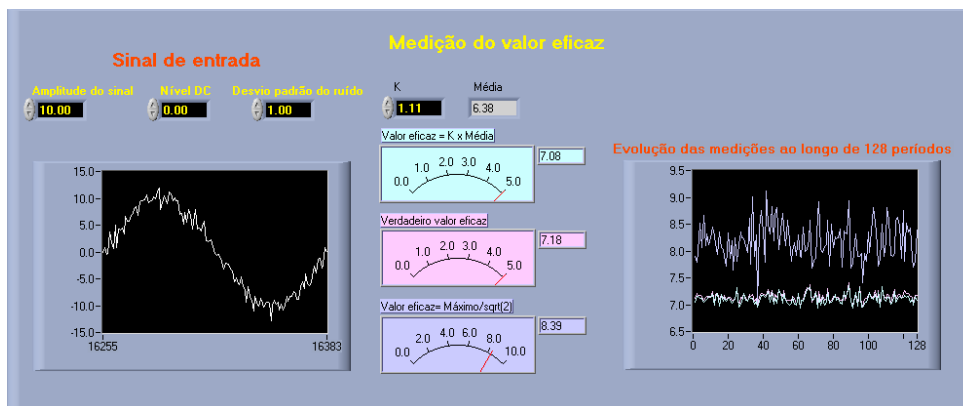 Medição do valor eficaz
Sinal de entrada
Amplitude do sinal
Nível DC
Desvio padrão do ruído
10.00
0.00
1.00
K
Média
1.11
6.38
Valor eficaz = K x Média
7.08
0.0 1.0 2.0 3.0 4.0 5.0
Verdadeiro valor eficaz
7.18
0.0 1.0 2.0 3.0 4.0 5.0
Valor eficaz= Máximo/sqrt(2)
8.39
0.0 2.0 4.0 6.0 8.0 10.0
15.0-
10.0-
5.0-
0.0-
-5.0-
-10.0-
-15.0-
16255 16383
Evolução das medições ao longo de 128 períodos
9.5-
9.0-
8.5-
8.0-
7.5-
7.0-
6.5-
0 20 40 60 80 100 128